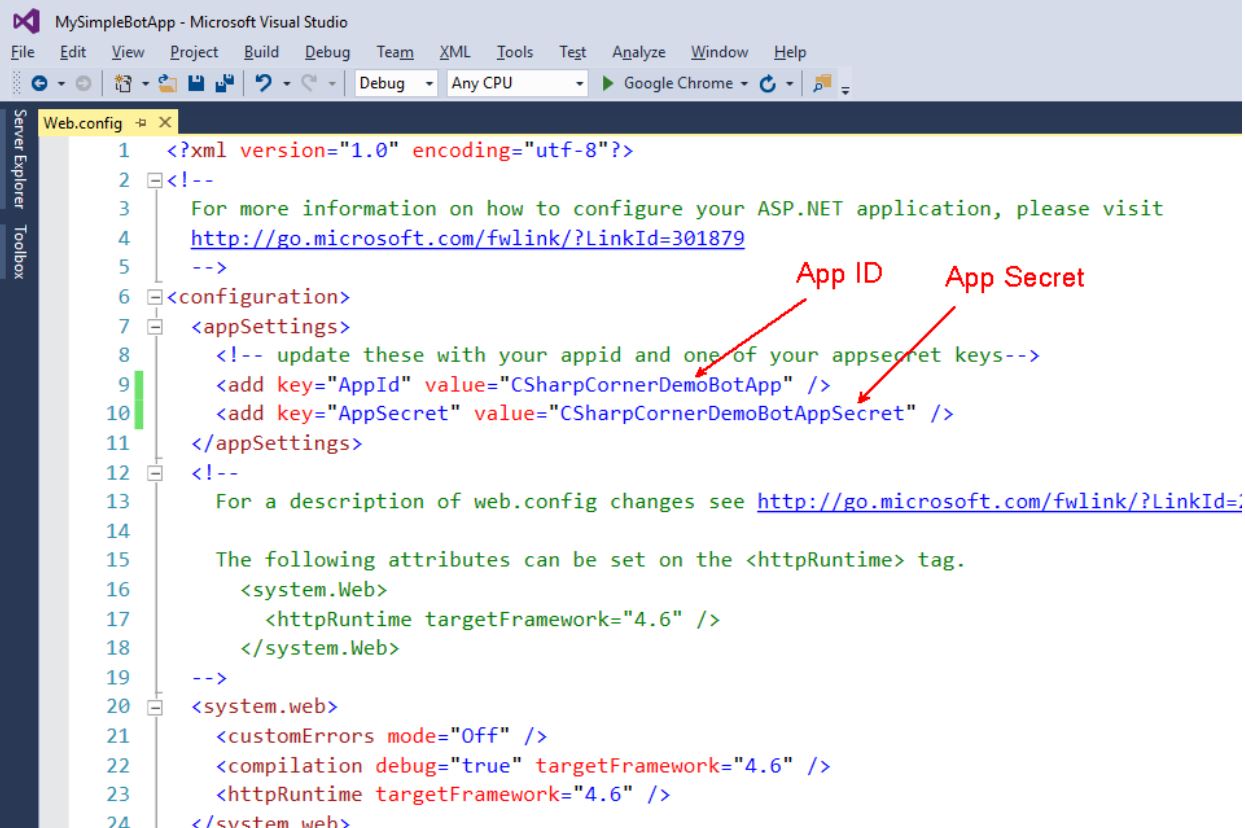 MySimpleBotApp - Microsoft Visual Studio
File Edit View Project Build Debug Team XML Tools Test Analyze Window Help
Debug Any CPU Google Chrome
Server Explorer
Toolbox
Web.config
1 <?xml version="1.0" encoding="utf-8"?>
2 <!--
3 For more information on how to configure your ASP.NET application, please visit
4 http://go.microsoft.com/fwlink/?LinkId=301879
5 -->
App ID App Secret
6 <configuration>
7 <appSettings>
8 <!-- update these with your appid and one of your appsecret keys-->
9 <add key="AppId" value="CSharpCornerDemoBotApp" />
10 <add key="AppSecret" value="CSharpCornerDemoBotAppSecret" />
11 </appSettings>
12 <!--
13 For a description of web.config changes see http://go.microsoft.com/fwlink/?LinkId=2
14
15 The following attributes can be set on the <httpRuntime> tag.
16 <system.Web>
17 <httpRuntime targetFramework="4.6" />
18 </system.Web>
19 -->
20 <system.web>
21 <customErrors mode="Off" />
22 <compilation debug="true" targetFramework="4.6" />
23 <httpRuntime targetFramework="4.6" />
24 </system.web>